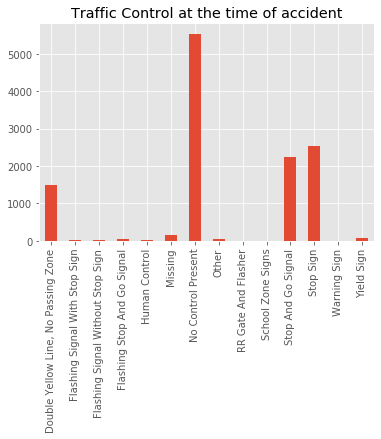 Traffic Control at the time of accident
5000
4000
3000
2000
1000
0
Double Yellow Line, No Passing Zone
Flashing Signal With Stop Sign
Flashing Signal Without Stop Sign
Flashing Stop And Go Signal
Human Control
Missing
No Control Present
Other
RR Gate And Flasher
School Zone Signs
Stop And Go Signal
Stop Sign
Warning Sign
Yield Sign